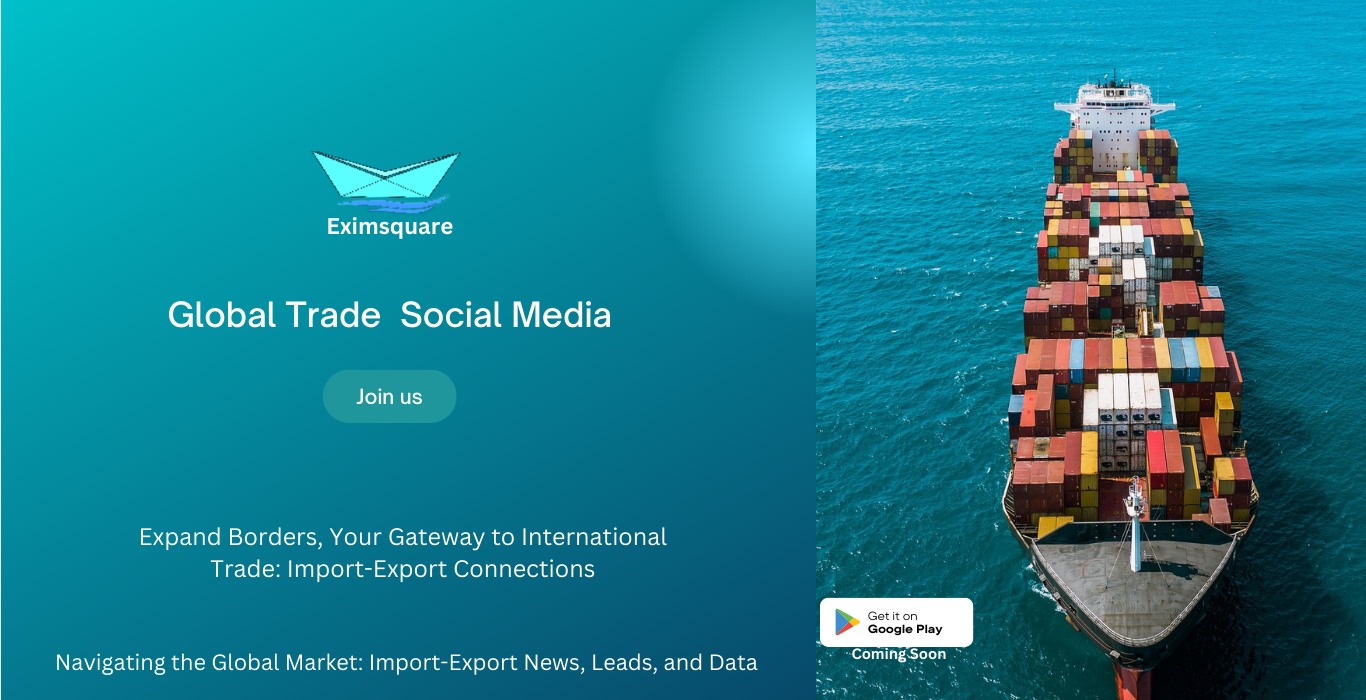 Eximsquare
Global Trade Social Media
Join us
Expand Borders, Your Gateway to International
Trade: Import-Export Connections
Navigating the Global Market: Import-Export News, Leads, and Data
Get it on
Google Play
Coming Soon